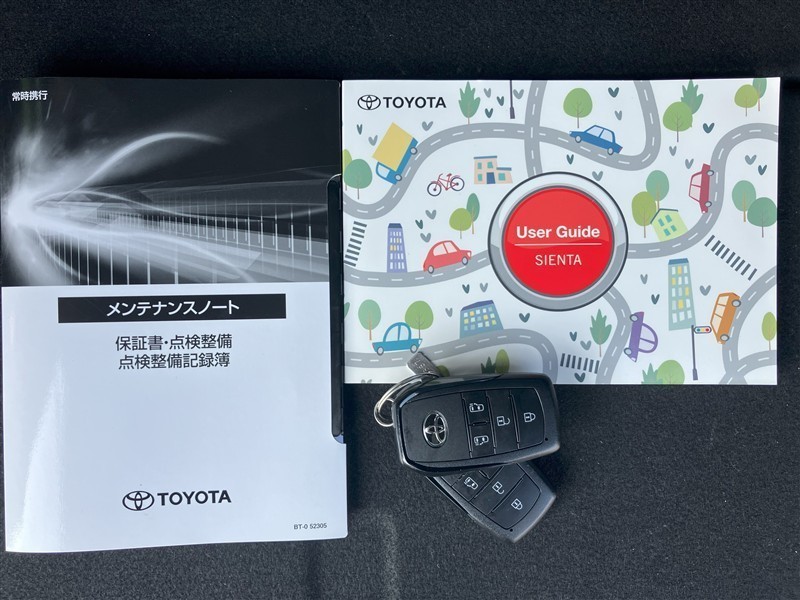 常時携行
メンテナンスノート
保証書・点検整備
点検整備記録簿
TOYOTA
BT-0 52305
TOYOTA
User Guide
SIENTA